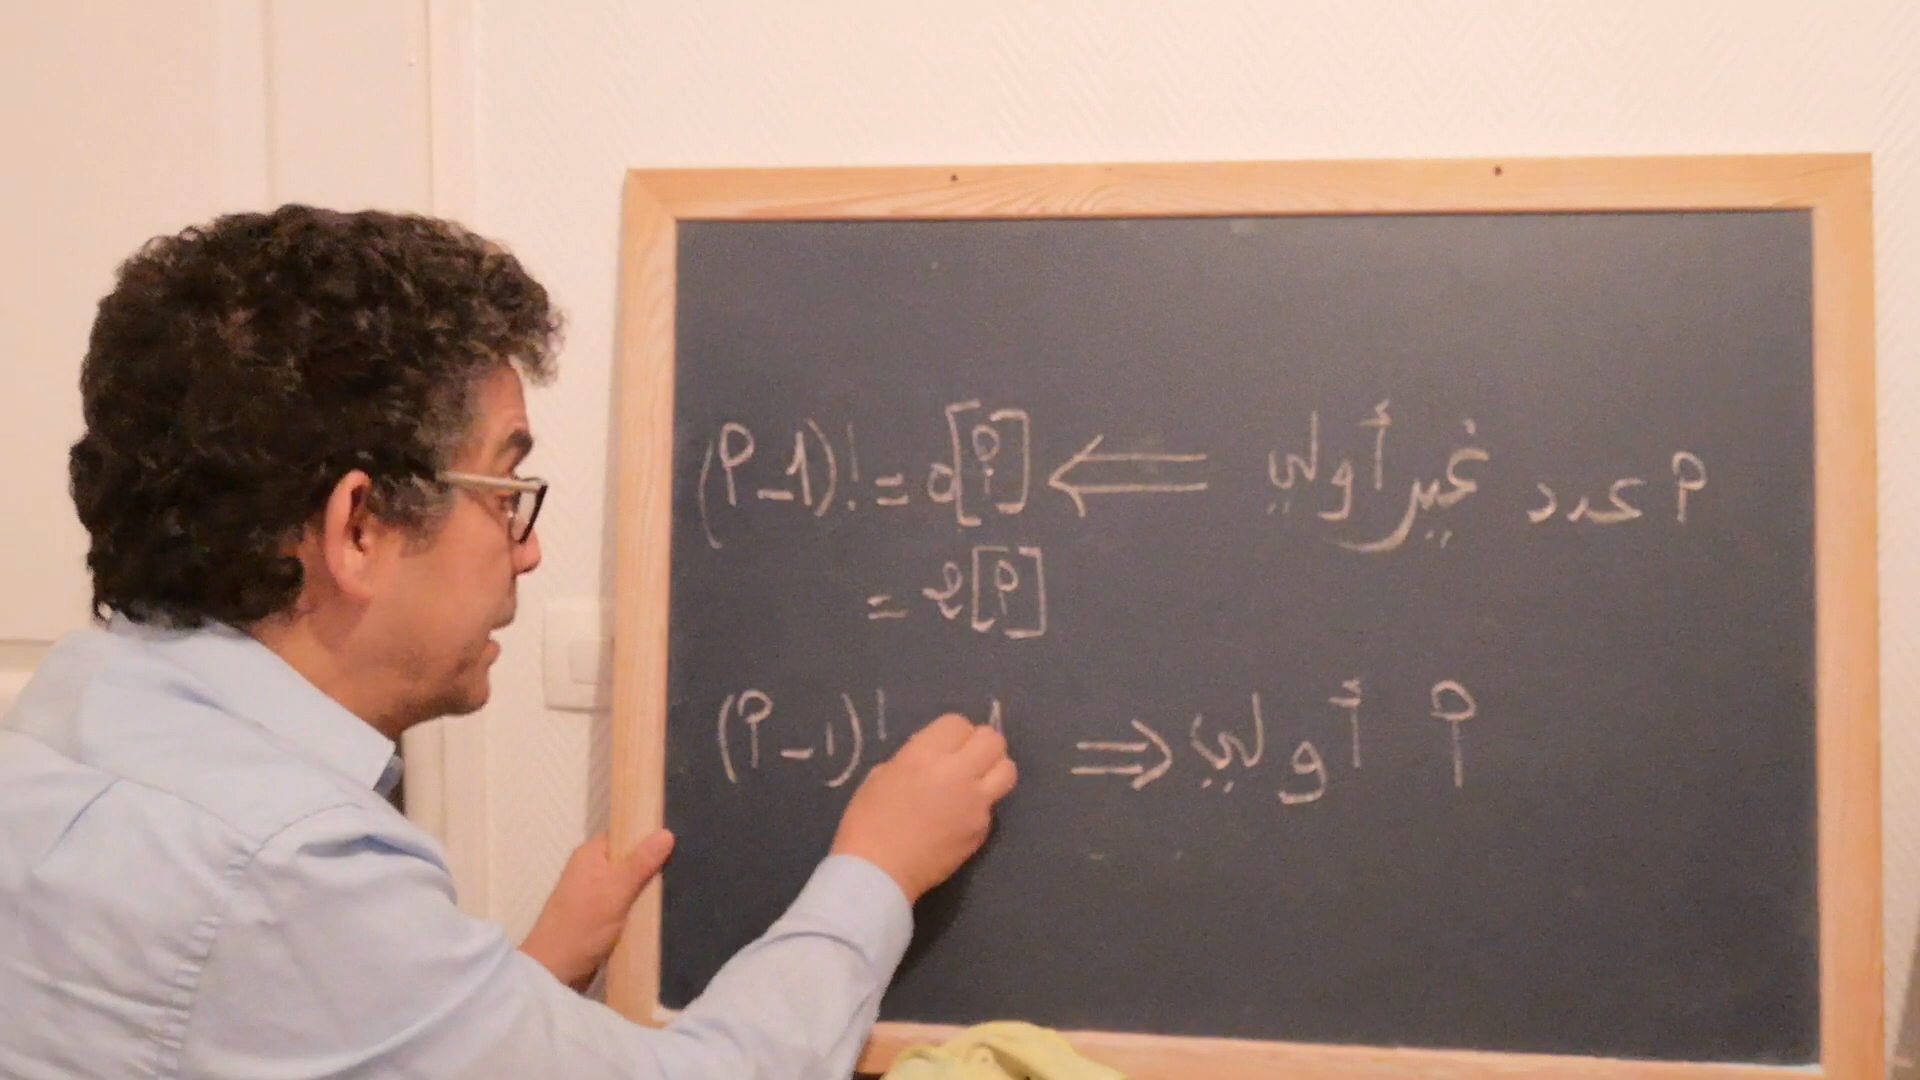 P عدد غير أولي ⇐ (P-1)! = 0[P]
= 2[P]
P أولي ⇒ (P-1)!